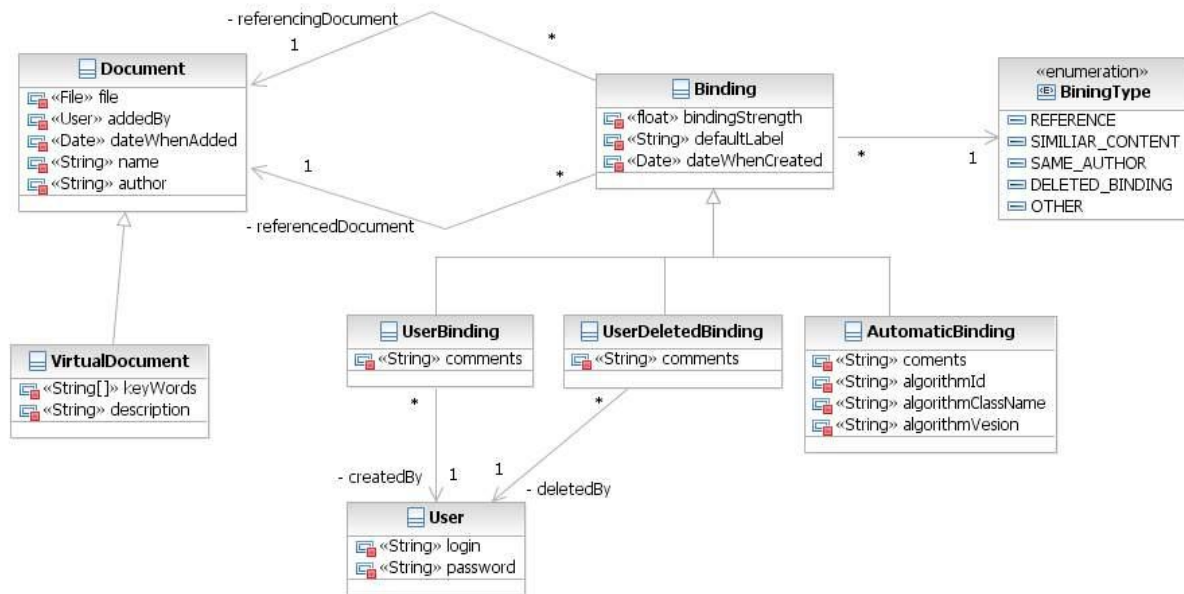 - referencingDocument
1
*
Document
«File» file
«User» addedBy
«Date» dateWhenAdded
«String» name
«String» author
Binding
«float» bindingStrength
«String» defaultLabel
«Date» dateWhenCreated
«enumeration»
BiningType
REFERENCE
SIMILIAR_CONTENT
SAME_AUTHOR
DELETED_BINDING
OTHER
*
1
1
*
- referencedDocument
VirtualDocument
«String[]» keyWords
«String» description
UserBinding
«String» comments
UserDeletedBinding
«String» comments
AutomaticBinding
«String» coments
«String» algorithmId
«String» algorithmClassName
«String» algorithmVesion
*
*
- createdBy
1
1
- deletedBy
User
«String» login
«String» password